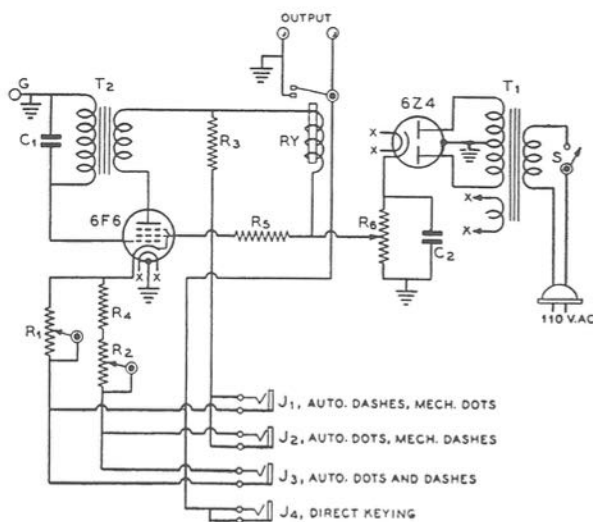 OUTPUT
G
T2
6Z4
T1
C1
R3
RY
X
X
S
6F6
R5
R6
C2
X
X
X X
R4
R1
R2
110 V.AC
J1, AUTO. DASHES, MECH. DOTS
J2, AUTO. DOTS, MECH. DASHES
J3, AUTO. DOTS AND DASHES
J4, DIRECT KEYING